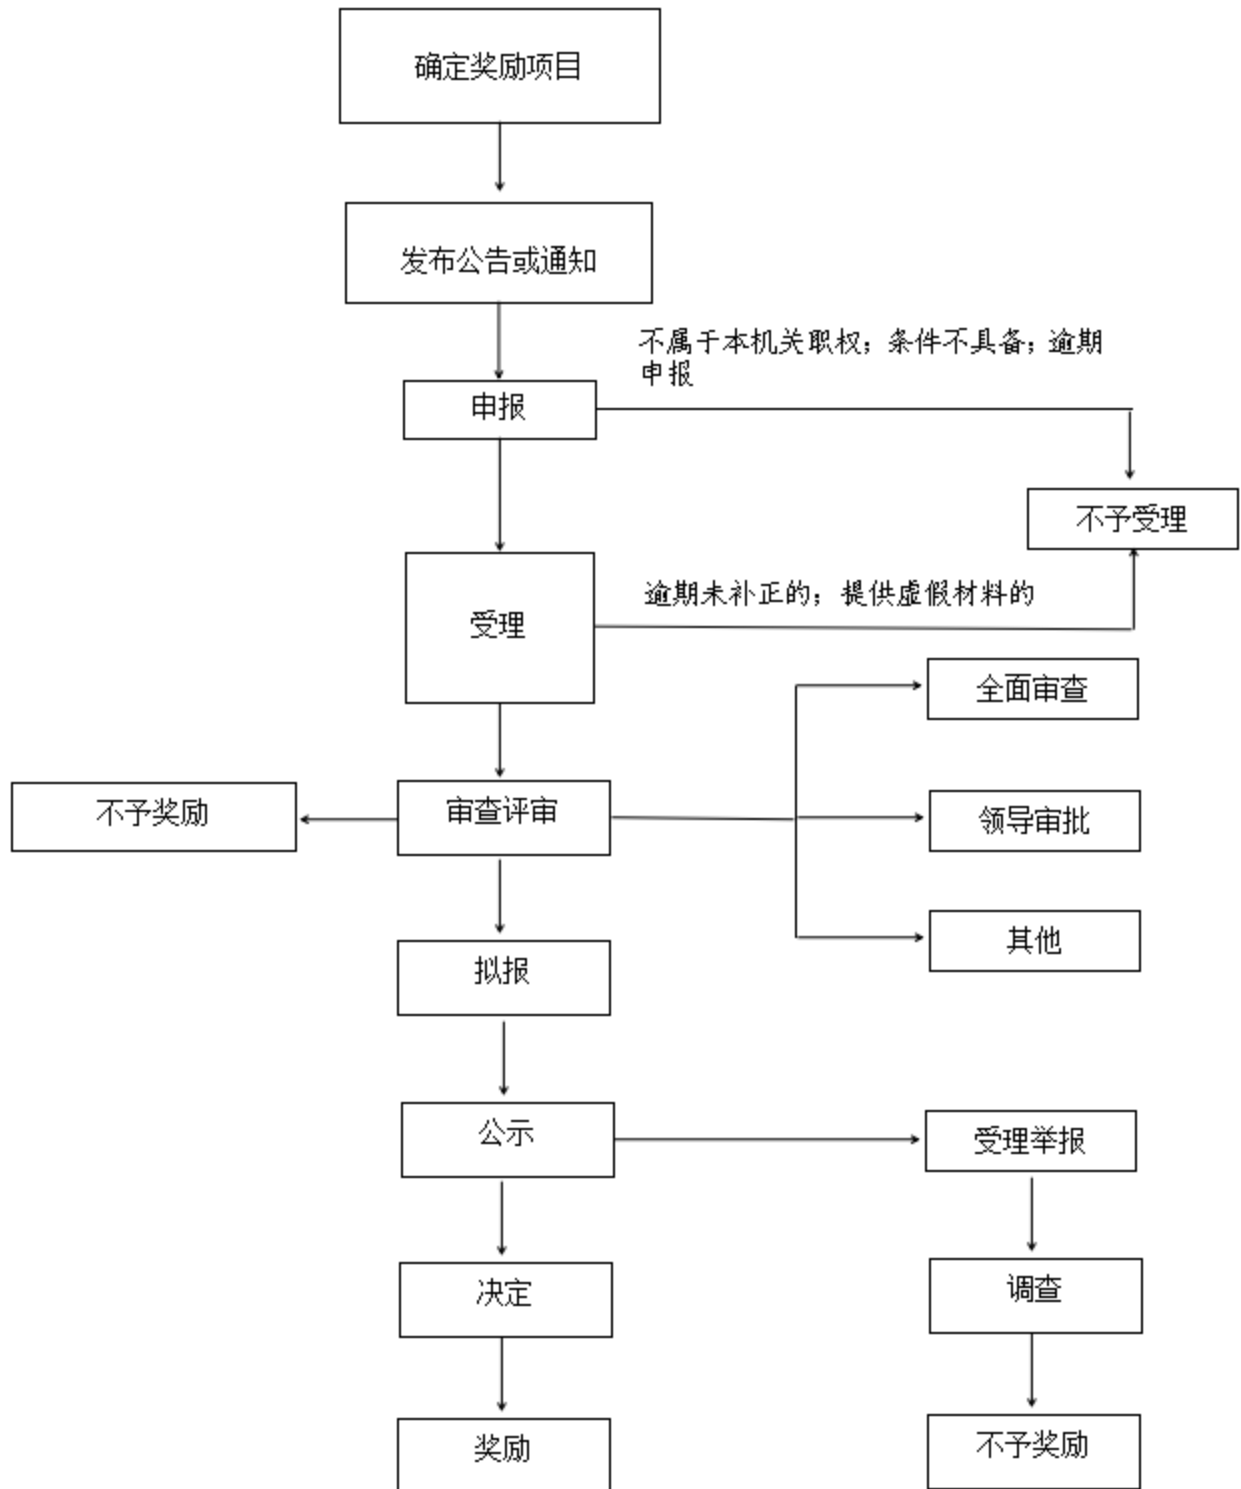 确定奖励项目
发布公告或通知
不属于本机关职权；条件不具备；逾期
申报
申报
不予受理
逾期未补正的；提供虚假材料的
受理
全面审查
不予奖励
审查评审
领导审批
其他
拟报
公示
受理举报
决定
调查
奖励
不予奖励